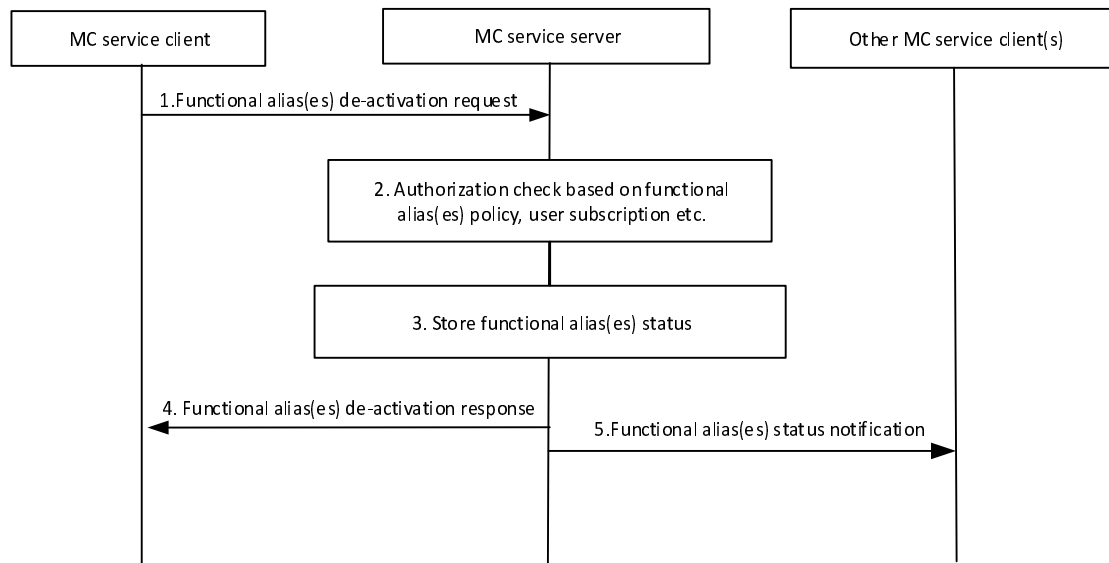 MC service client
MC service server
Other MC service client(s)
1.Functional alias(es) de-activation request
2. Authorization check based on functional
alias(es) policy, user subscription etc.
3. Store functional alias(es) status
4. Functional alias(es) de-activation response
5.Functional alias(es) status notification